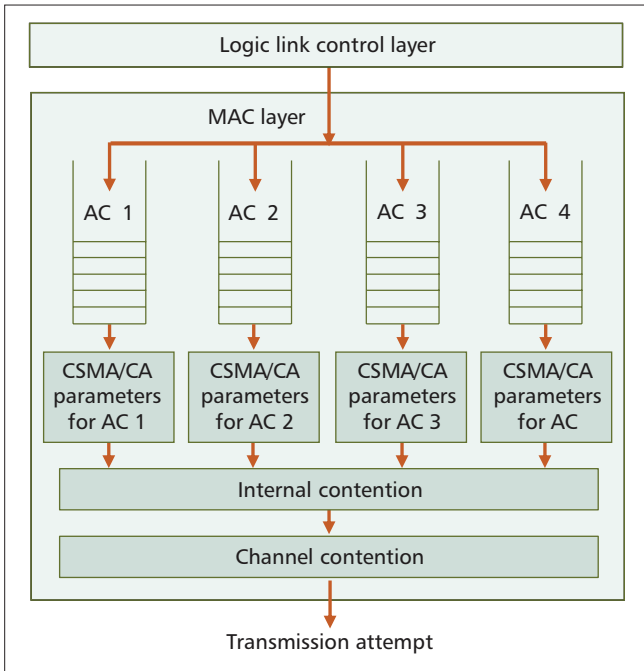 Logic link control layer
MAC layer
AC 1
AC 2
AC 3
AC 4
CSMA/CA
parameters
for AC 1
CSMA/CA
parameters
for AC 2
CSMA/CA
parameters
for AC 3
CSMA/CA
parameters
for AC
Internal contention
Channel contention
Transmission attempt